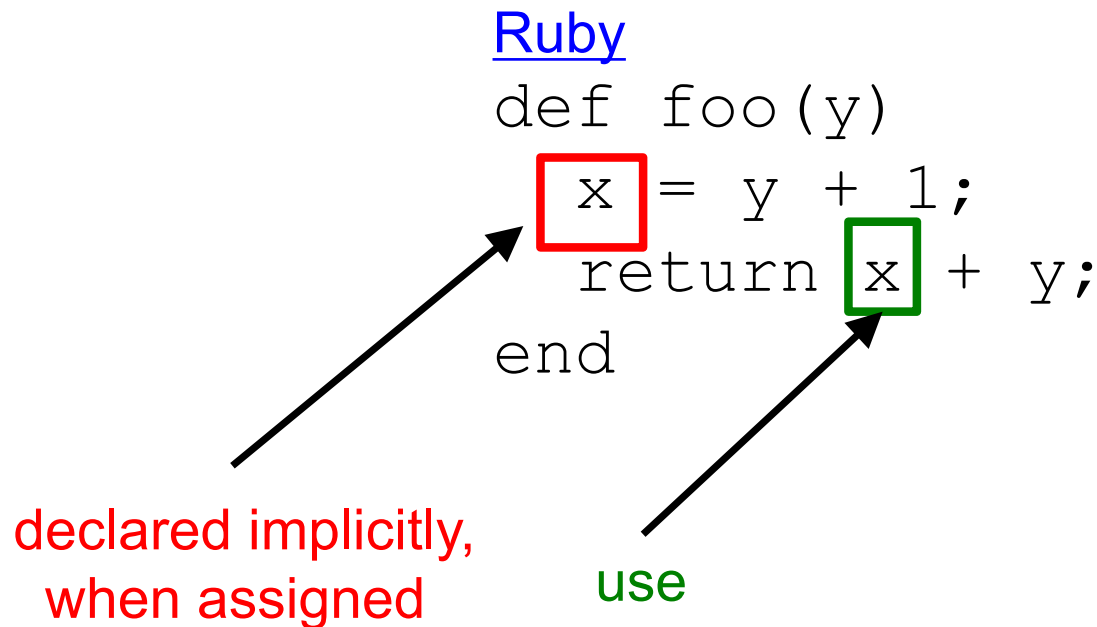 Ruby
def foo(y)
  x = y + 1;
  return x + y;
end
declared implicitly,
when assigned
use